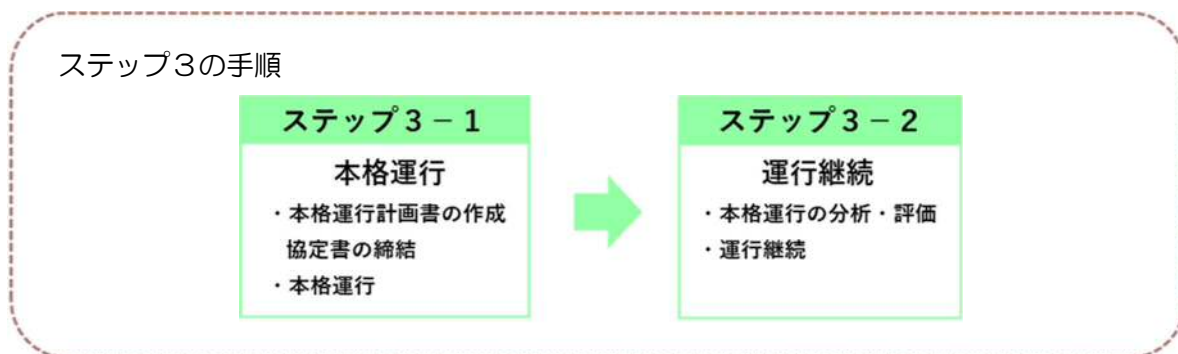 ステップ３の手順
ステップ３－１
本格運行
・本格運行計画書の作成
協定書の締結
・本格運行
ステップ３－２
運行継続
・本格運行の分析・評価
・運行継続